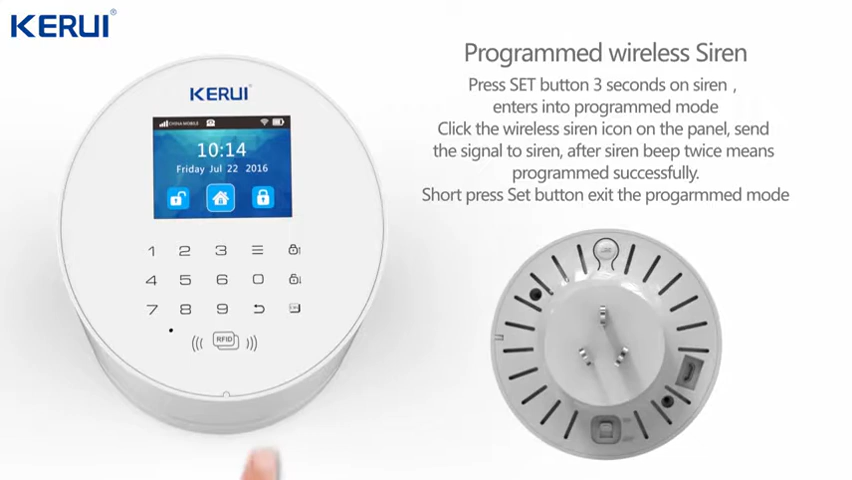 KERUI®
Programmed wireless Siren
Press SET button 3 seconds on siren ,
enters into programmed mode
Click the wireless siren icon on the panel, send
the signal to siren, after siren beep twice means
programmed successfully.
Short press Set button exit the progarmmed mode
KERUI
CHINA MOBILE
10:14
Friday Jul 22 2016
1 2 3
4 5 6 0
7 8 9
RFID